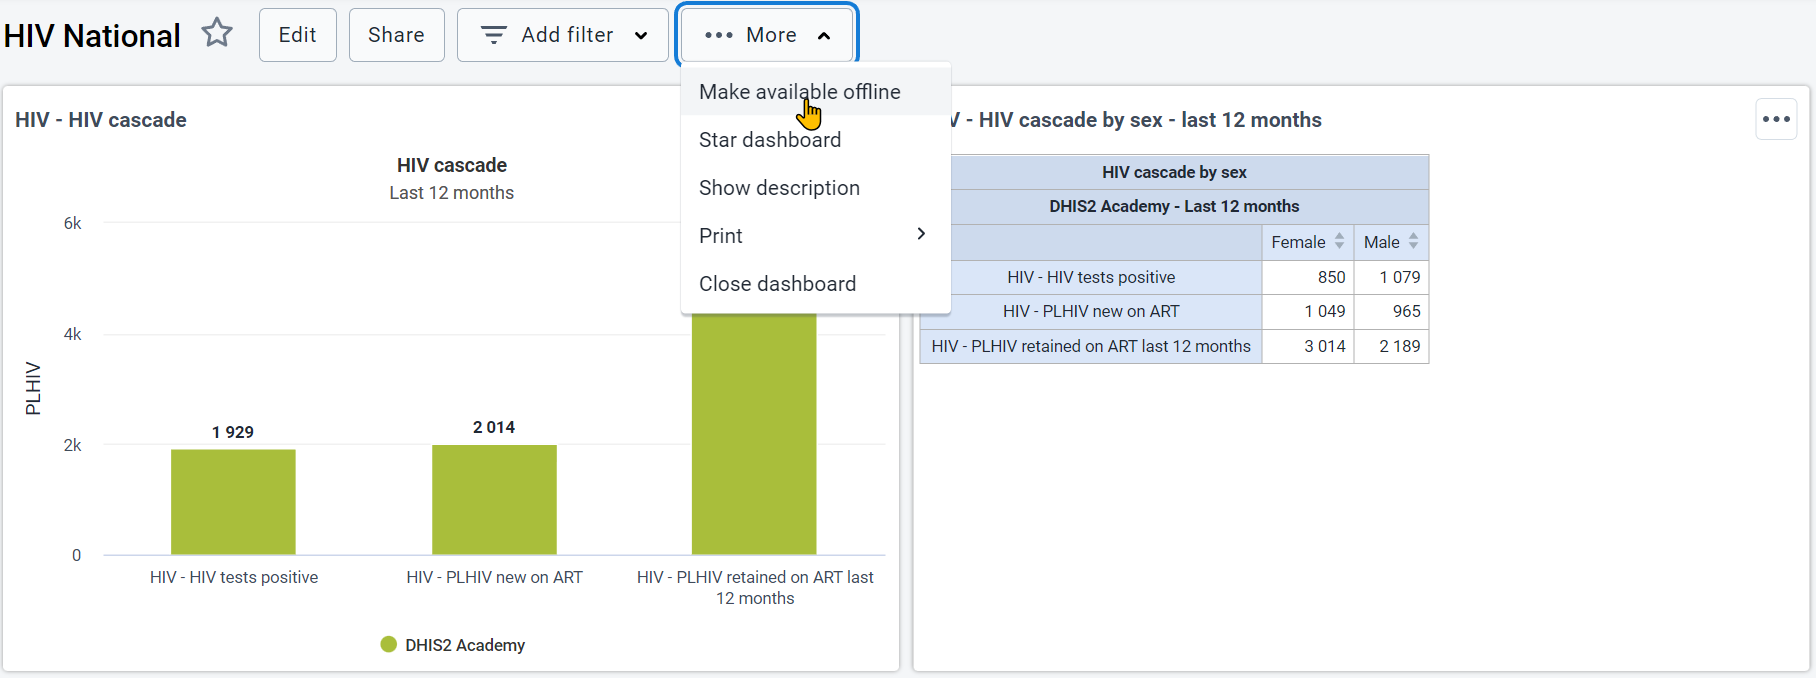 HIV National
Edit
Share
Add filter
More
Make available offline
Star dashboard
Show description
Print
Close dashboard
HIV - HIV cascade
HIV cascade
Last 12 months
6k
4k
2k
0
PLHIV
1 929
2 014
HIV - HIV tests positive
HIV - PLHIV new on ART
HIV - PLHIV retained on ART last
12 months
DHIS2 Academy
V - HIV cascade by sex - last 12 months
HIV cascade by sex
DHIS2 Academy - Last 12 months
Female Male
HIV - HIV tests positive 850 1 079
HIV - PLHIV new on ART 1 049 965
HIV - PLHIV retained on ART last 12 months 3 014 2 189